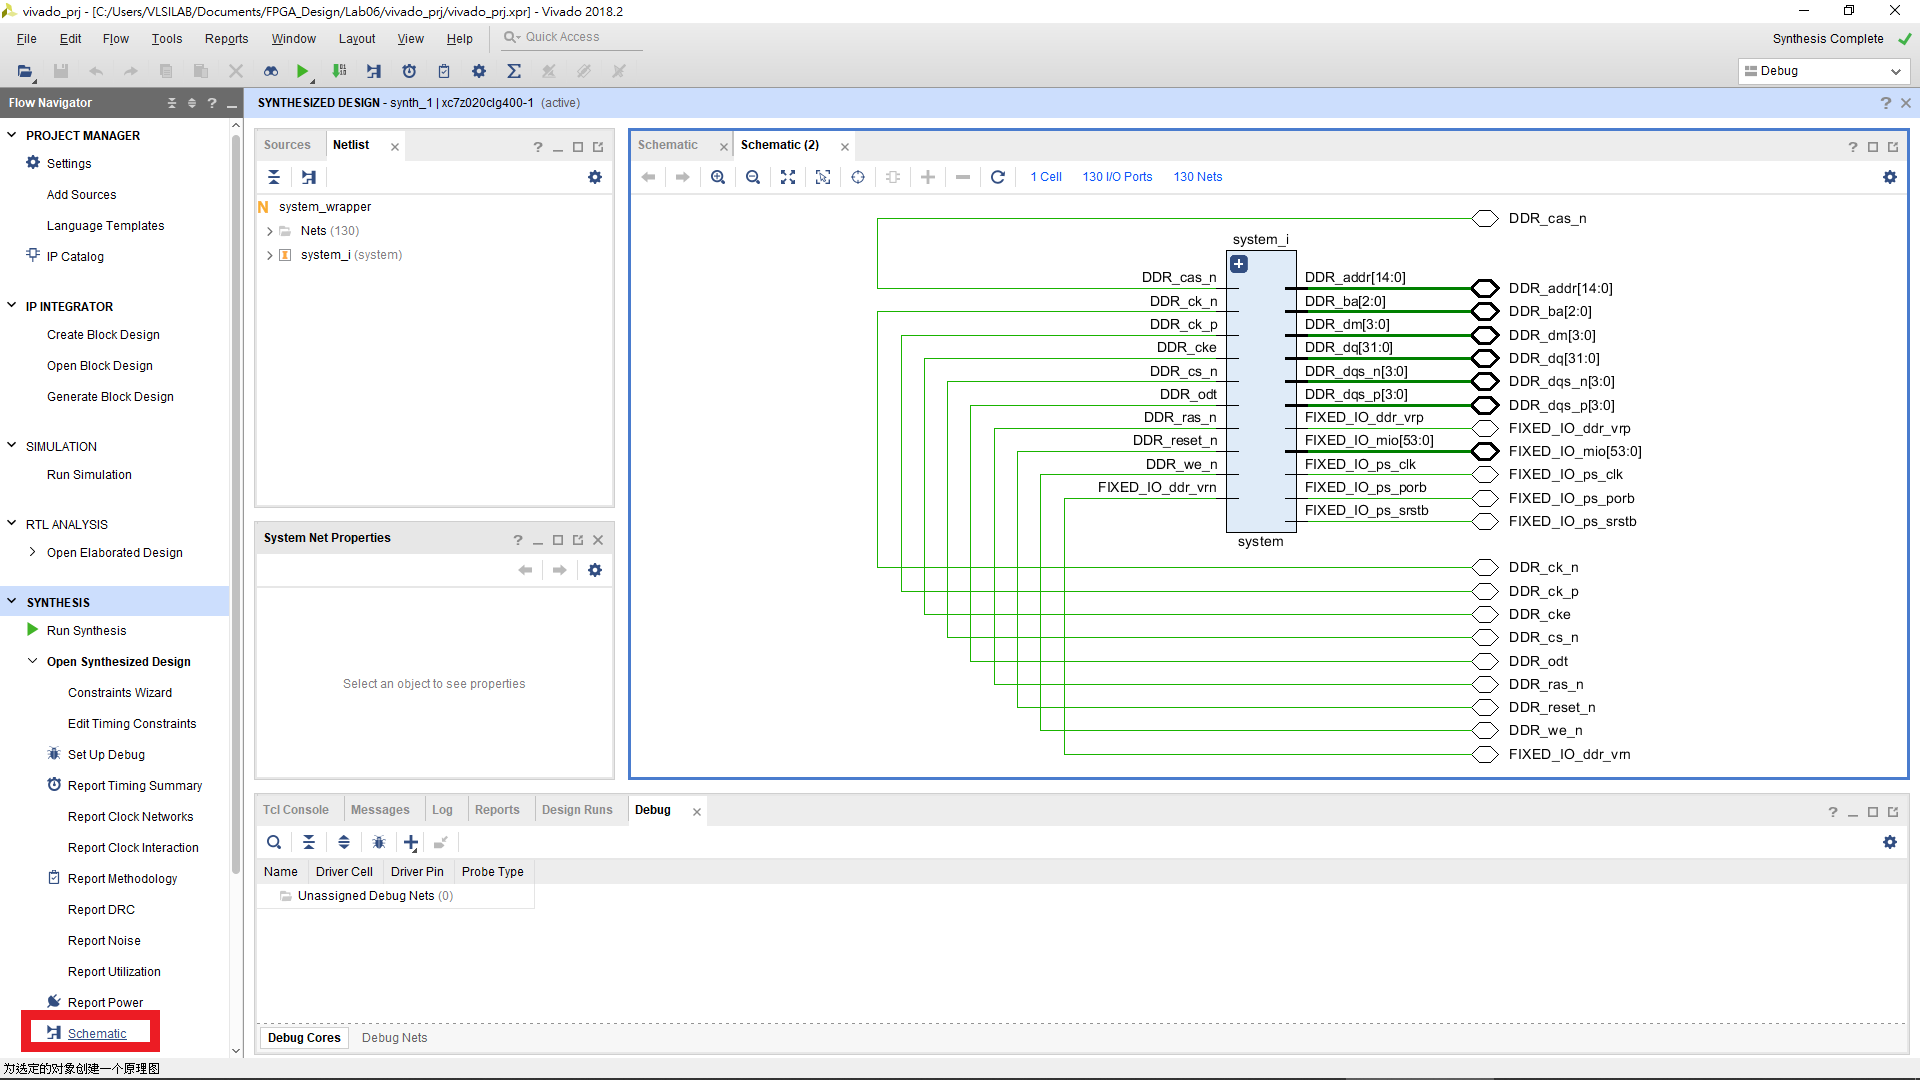 vivado_prj - [C:/Users/VLSILAB/Documents/FPGA_Design/Lab06/vivado_prj/vivado_prj.xpr] - Vivado 2018.2
File Edit Flow Tools Reports Window Layout View Help Quick Access
Synthesis Complete
Debug
Flow Navigator
PROJECT MANAGER
Settings
Add Sources
Language Templates
IP Catalog
IP INTEGRATOR
Create Block Design
Open Block Design
Generate Block Design
SIMULATION
Run Simulation
RTL ANALYSIS
Open Elaborated Design
SYNTHESIS
Run Synthesis
Open Synthesized Design
Constraints Wizard
Edit Timing Constraints
Set Up Debug
Report Timing Summary
Report Clock Networks
Report Clock Interaction
Report Methodology
Report DRC
Report Noise
Report Utilization
Report Power
Schematic
SYNTHESIZED DESIGN - synth_1 | xc7z020clg400-1 (active)
Sources Netlist
N system_wrapper
Nets (130)
system_i (system)
System Net Properties
Select an object to see properties
Schematic Schematic (2)
1 Cell 130 I/O Ports 130 Nets
system_i
DDR_cas_n
DDR_ck_n
DDR_ck_p
DDR_cke
DDR_cs_n
DDR_odt
DDR_ras_n
DDR_reset_n
DDR_we_n
FIXED_IO_ddr_vrn
DDR_addr[14:0]
DDR_ba[2:0]
DDR_dm[3:0]
DDR_dq[31:0]
DDR_dqs_n[3:0]
DDR_dqs_p[3:0]
FIXED_IO_ddr_vrp
FIXED_IO_mio[53:0]
FIXED_IO_ps_clk
FIXED_IO_ps_porb
FIXED_IO_ps_srstb
system
DDR_cas_n
DDR_addr[14:0]
DDR_ba[2:0]
DDR_dm[3:0]
DDR_dq[31:0]
DDR_dqs_n[3:0]
DDR_dqs_p[3:0]
FIXED_IO_ddr_vrp
FIXED_IO_mio[53:0]
FIXED_IO_ps_clk
FIXED_IO_ps_porb
FIXED_IO_ps_srstb
DDR_ck_n
DDR_ck_p
DDR_cke
DDR_cs_n
DDR_odt
DDR_ras_n
DDR_reset_n
DDR_we_n
FIXED_IO_ddr_vrn
Tcl Console Messages Log Reports Design Runs Debug
Name Driver Cell Driver Pin Probe Type
Unassigned Debug Nets (0)
Debug Cores Debug Nets
为选定的对象创建一个原理图